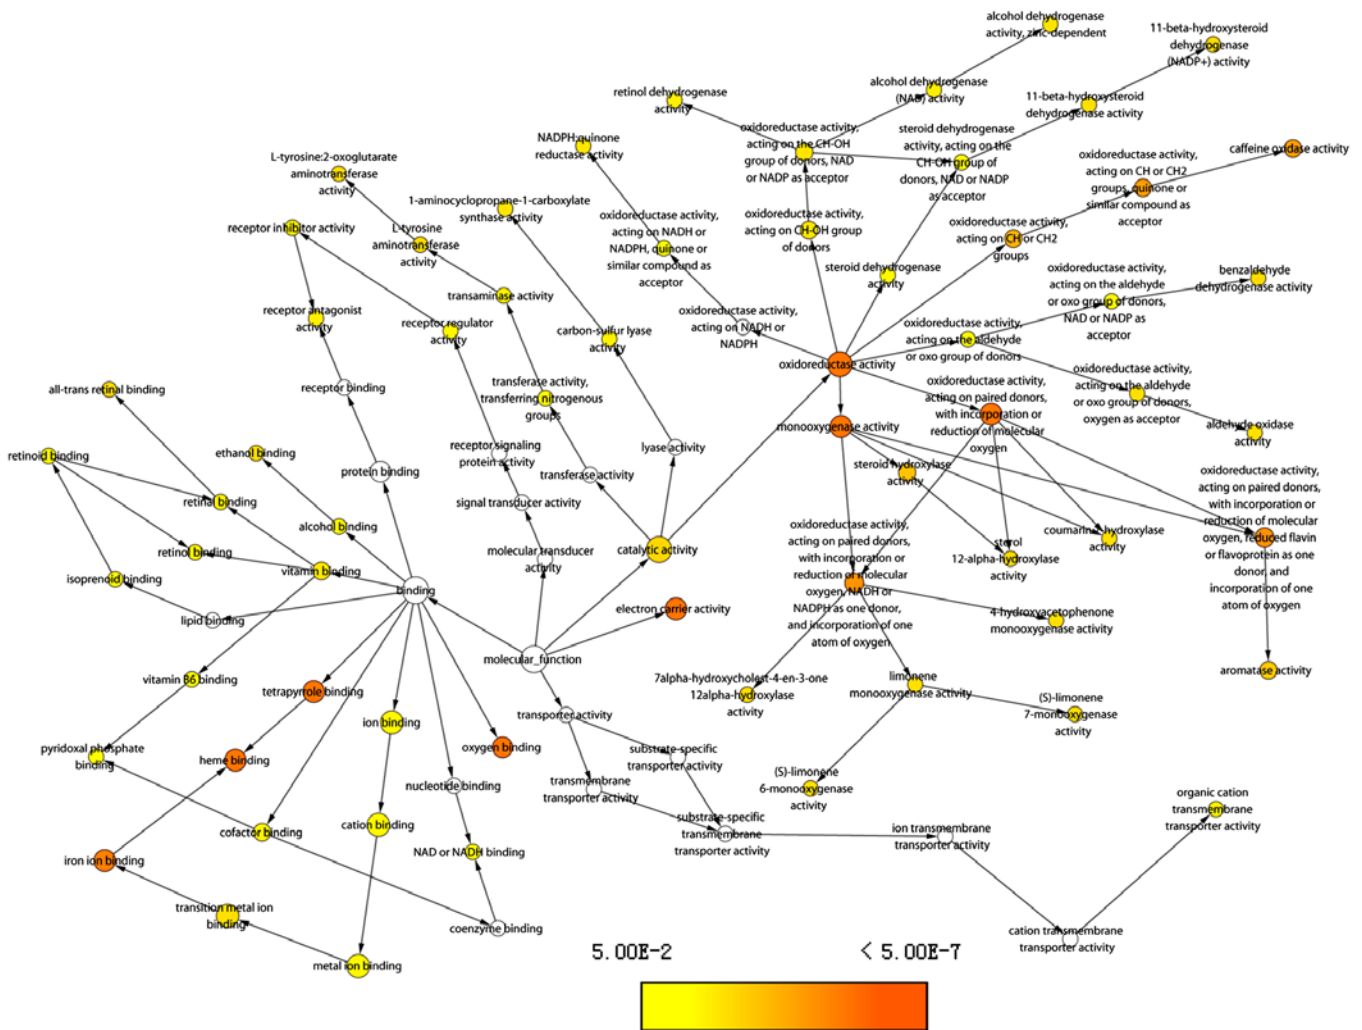 alcohol dehydrogenase
activity, zinc-dependent
11-beta-hydroxysteroid
dehydrogenase
(NADP+) activity
retinol dehydrogenase
activity
alcohol dehydrogenase
(NAD) activity
11-beta-hydroxysteroid
dehydrogenase activity
NADPH:quinone
reductase activity
oxidoreductase activity,
acting on the CH-OH
group of donors, NAD
or NADP as acceptor
steroid dehydrogenase
activity, acting on the
CH-OH group of
donors, NAD or NADP
as acceptor
caffeine oxidase activity
L-tyrosine:2-oxoglutarate
aminotransferase
activity
oxidoreductase activity,
acting on CH or CH2
groups, quinone or
similar compound as
acceptor
1-aminocyclopropane-1-carboxylate
synthase activity
receptor inhibitor activity
L-tyrosine
aminotransferase
activity
oxidoreductase activity,
acting on NADH or
NADPH, quinone or
similar compound as
acceptor
oxidoreductase activity,
acting on CH-OH group
of donors
oxidoreductase activity,
acting on CH or CH2
groups
steroid dehydrogenase
activity
oxidoreductase activity,
acting on the aldehyde
or oxo group of donors,
NAD or NADP as
acceptor
benzaldehyde
dehydrogenase activity
transaminase activity
receptor antagonist
activity
receptor regulator
activity
carbon-sulfur lyase
activity
oxidoreductase activity,
acting on NADH or
NADPH
oxidoreductase activity,
acting on the aldehyde
or oxo group of donors
oxidoreductase activity
all-trans retinal binding
receptor binding
transferase activity,
transferring nitrogenous
groups
oxidoreductase activity,
acting on paired donors,
with incorporation or
reduction of molecular
oxygen
oxidoreductase activity,
acting on the aldehyde
or oxo group of donors,
oxygen as acceptor
monooxygenase activity
aldehyde oxidase
activity
retinoid binding
ethanol binding
protein binding
receptor signaling
protein activity
transferase activity
lyase activity
steroid hydroxylase
activity
oxidoreductase activity,
acting on paired donors,
with incorporation or
reduction of molecular
oxygen, reduced flavin
or flavoprotein as one
donor, and
incorporation of one
atom of oxygen
retinal binding
alcohol binding
signal transducer activity
oxidoreductase activity,
acting on paired donors,
with incorporation or
reduction of molecular
oxygen, NADH or
NADPH as one donor,
and incorporation of one
atom of oxygen
sterol
12-alpha-hydroxylase
activity
coumarin hydroxylase
activity
retinol binding
isoprenoid binding
vitamin binding
molecular transducer
activity
catalytic activity
binding
lipid binding
electron carrier activity
4-hydroxyacetophenone
monooxygenase activity
molecular_function
aromatase activity
vitamin B6 binding
tetrapyrrole binding
7alpha-hydroxycholest-4-en-3-one
12alpha-hydroxylase
activity
limonene
monooxygenase activity
(S)-limonene
7-monooxygenase
activity
ion binding
transporter activity
pyridoxal phosphate
binding
heme binding
oxygen binding
substrate-specific
transporter activity
nucleotide binding
transmembrane
transporter activity
(S)-limonene
6-monooxygenase
activity
organic cation
transmembrane
transporter activity
cofactor binding
cation binding
substrate-specific
transmembrane
transporter activity
ion transmembrane
transporter activity
NAD or NADH binding
iron ion binding
transition metal ion
binding
coenzyme binding
cation transmembrane
transporter activity
metal ion binding
5.00E-2
< 5.00E-7